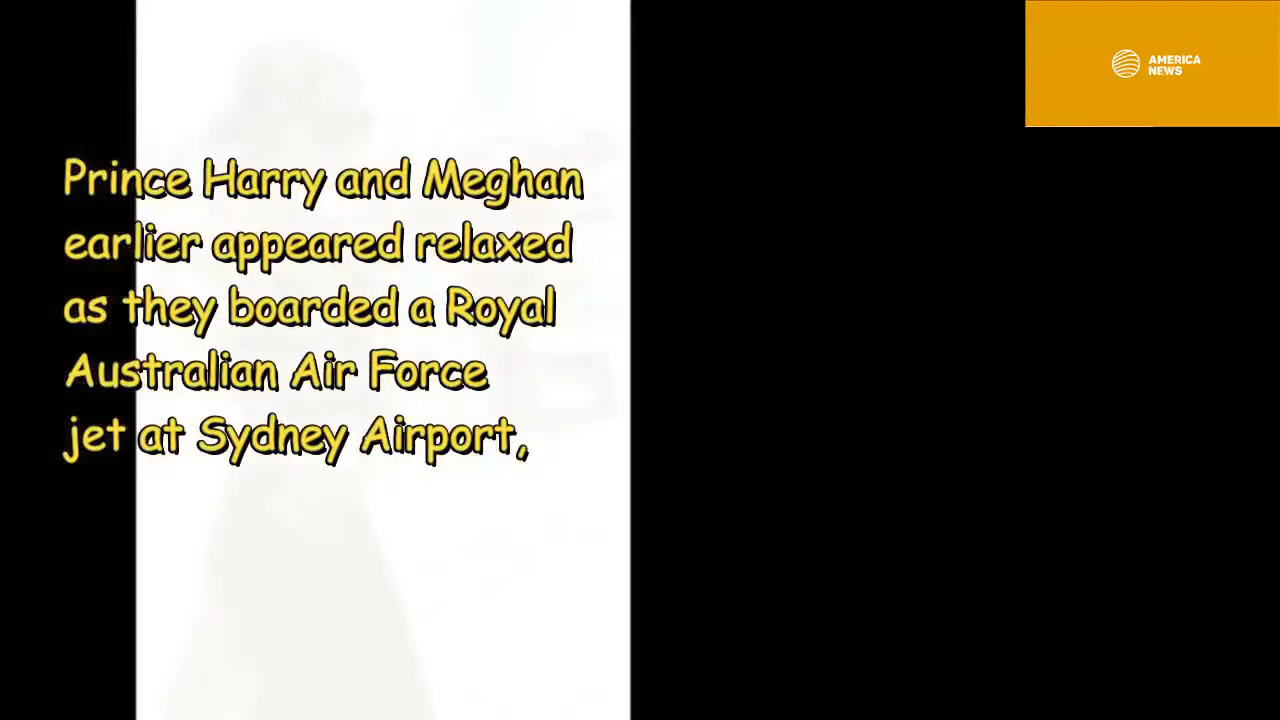 AMERICA
NEWS
Prince Harry and Meghan
earlier appeared relaxed
as they boarded a Royal
Australian Air Force
jet at Sydney Airport,